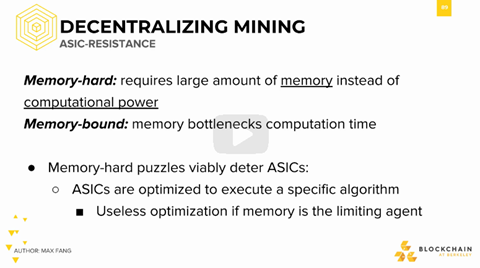 DECENTRALIZING MINING
ASIC-RESISTANCE
Memory-hard: requires large amount of memory instead of
computational power
Memory-bound: memory bottlenecks computation time
● Memory-hard puzzles viably deter ASICs:
○ ASICs are optimized to execute a specific algorithm
■ Useless optimization if memory is the limiting agent
AUTHOR: MAX FANG
BLOCKCHAIN
AT BERKELEY